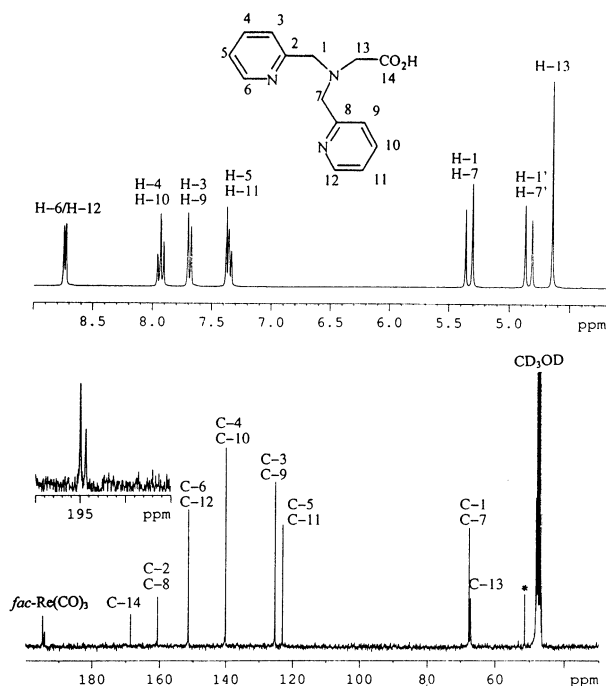 4 3
2 1 13
5 CO₂H
N N 14
6
7
8 9
N 10
12 11
H-13
H-1
H-7
H-1'
H-7'
H-5
H-11
H-4
H-10
H-3
H-9
H-6/H-12
8.5 8.0 7.5 7.0 6.5 6.0 5.5 5.0 ppm
CD₃OD
C-4
C-10
C-3
C-9
C-6
C-12
C-5
C-11
C-1
C-7
195 ppm
C-2
C-8
C-13
*
fac-Re(CO)₃ C-14
180 160 140 120 100 80 60 ppm